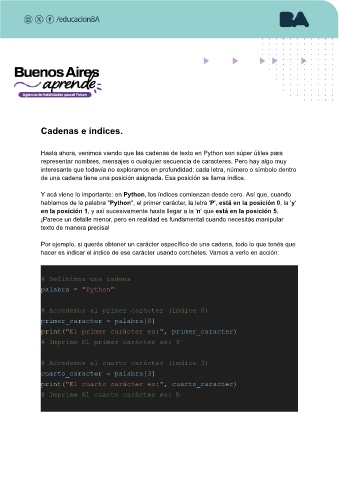 /educacionBA
BA
Buenos Aires
aprende
Agencia de Habilidades para el Futuro
Cadenas e índices.
Hasta ahora, venimos viendo que las cadenas de texto en Python son súper útiles para
representar nombres, mensajes o cualquier secuencia de caracteres. Pero hay algo muy
interesante que todavía no exploramos en profundidad: cada letra, número o símbolo dentro
de una cadena tiene una posición asignada. Esa posición se llama índice.
Y acá viene lo importante: en Python, los índices comienzan desde cero. Así que, cuando
hablamos de la palabra "Python", el primer carácter, la letra 'P', está en la posición 0, la 'y'
en la posición 1, y así sucesivamente hasta llegar a la 'n' que está en la posición 5.
¡Parece un detalle menor, pero en realidad es fundamental cuando necesitás manipular
texto de manera precisa!
Por ejemplo, si querés obtener un carácter específico de una cadena, todo lo que tenés que
hacer es indicar el índice de ese carácter usando corchetes. Vamos a verlo en acción:
# Definimos una cadena
palabra = "Python"
# Accedemos al primer carácter (índice 0)
primer_caracter = palabra[0]
print("El primer carácter es:", primer_caracter)
# Imprime El primer carácter es: P
# Accedemos al cuarto carácter (índice 3)
cuarto_caracter = palabra[3]
print("El cuarto carácter es:", cuarto_caracter)
# Imprime El cuarto carácter es: h